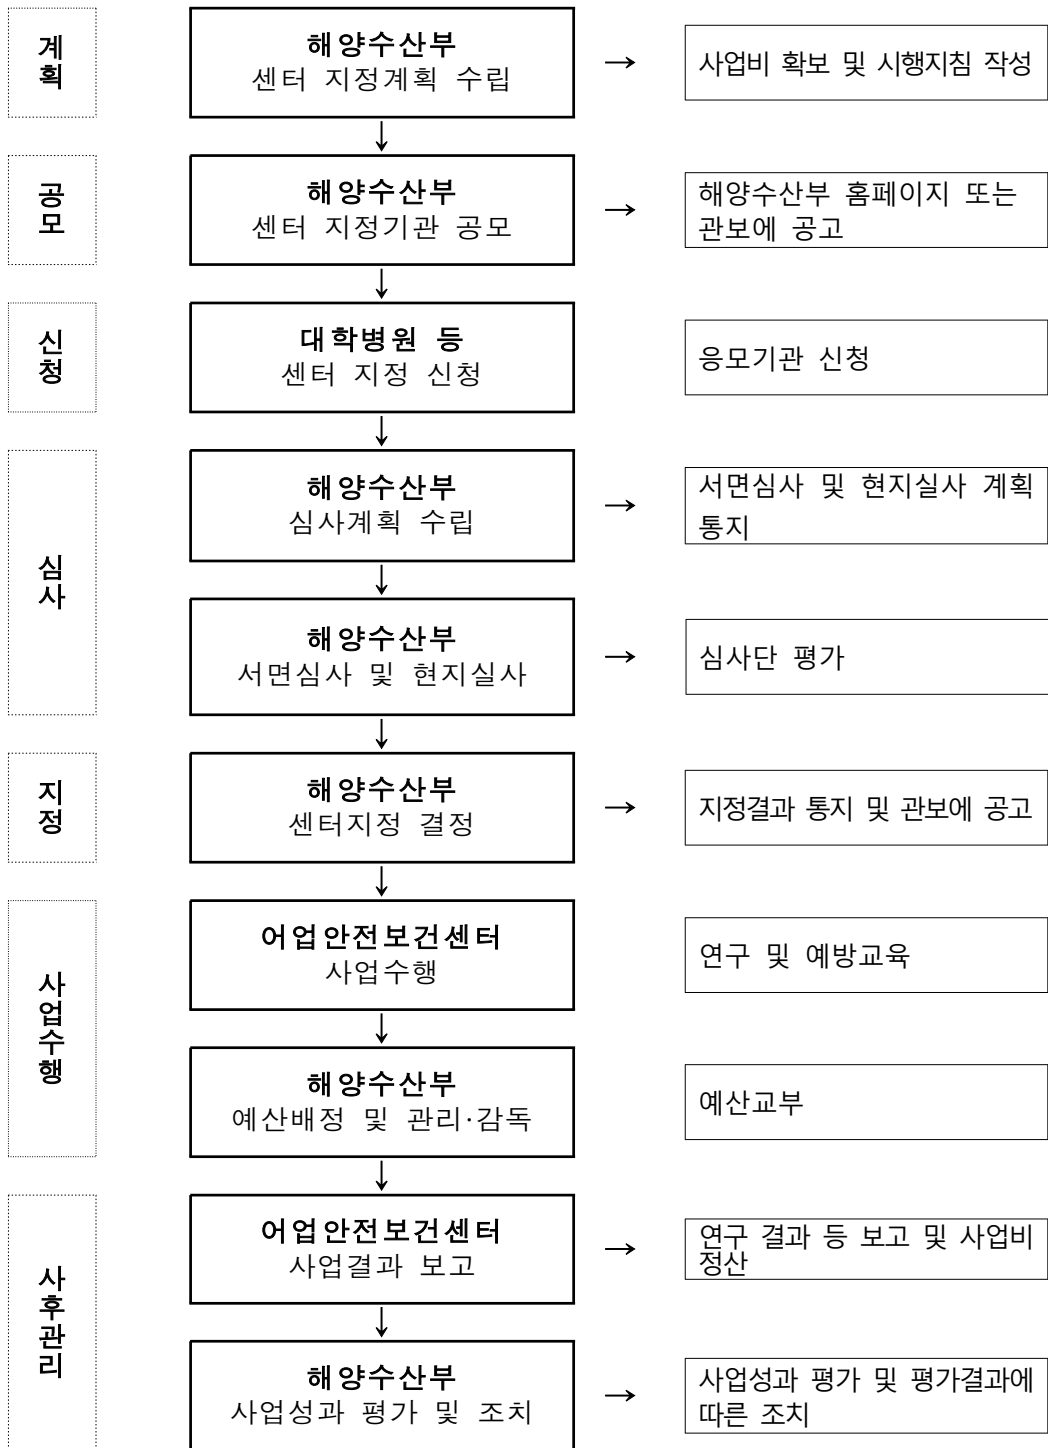 계획
해양수산부
센터 지정계획 수립
→
사업비 확보 및 시행지침 작성
↓
공모
해양수산부
센터 지정기관 공모
→
해양수산부 홈페이지 또는
관보에 공고
↓
신청
대학병원 등
센터 지정 신청
응모기관 신청
↓
심사
해양수산부
심사계획 수립
→
서면심사 및 현지실사 계획
통지
↓
해양수산부
서면심사 및 현지실사
→
심사단 평가
↓
지정
해양수산부
센터지정 결정
→
지정결과 통지 및 관보에 공고
↓
사업수행
어업안전보건센터
사업수행
연구 및 예방교육
↓
해양수산부
예산배정 및 관리·감독
예산교부
↓
사후관리
어업안전보건센터
사업결과 보고
→
연구 결과 등 보고 및 사업비
정산
↓
해양수산부
사업성과 평가 및 조치
→
사업성과 평가 및 평가결과에
따른 조치